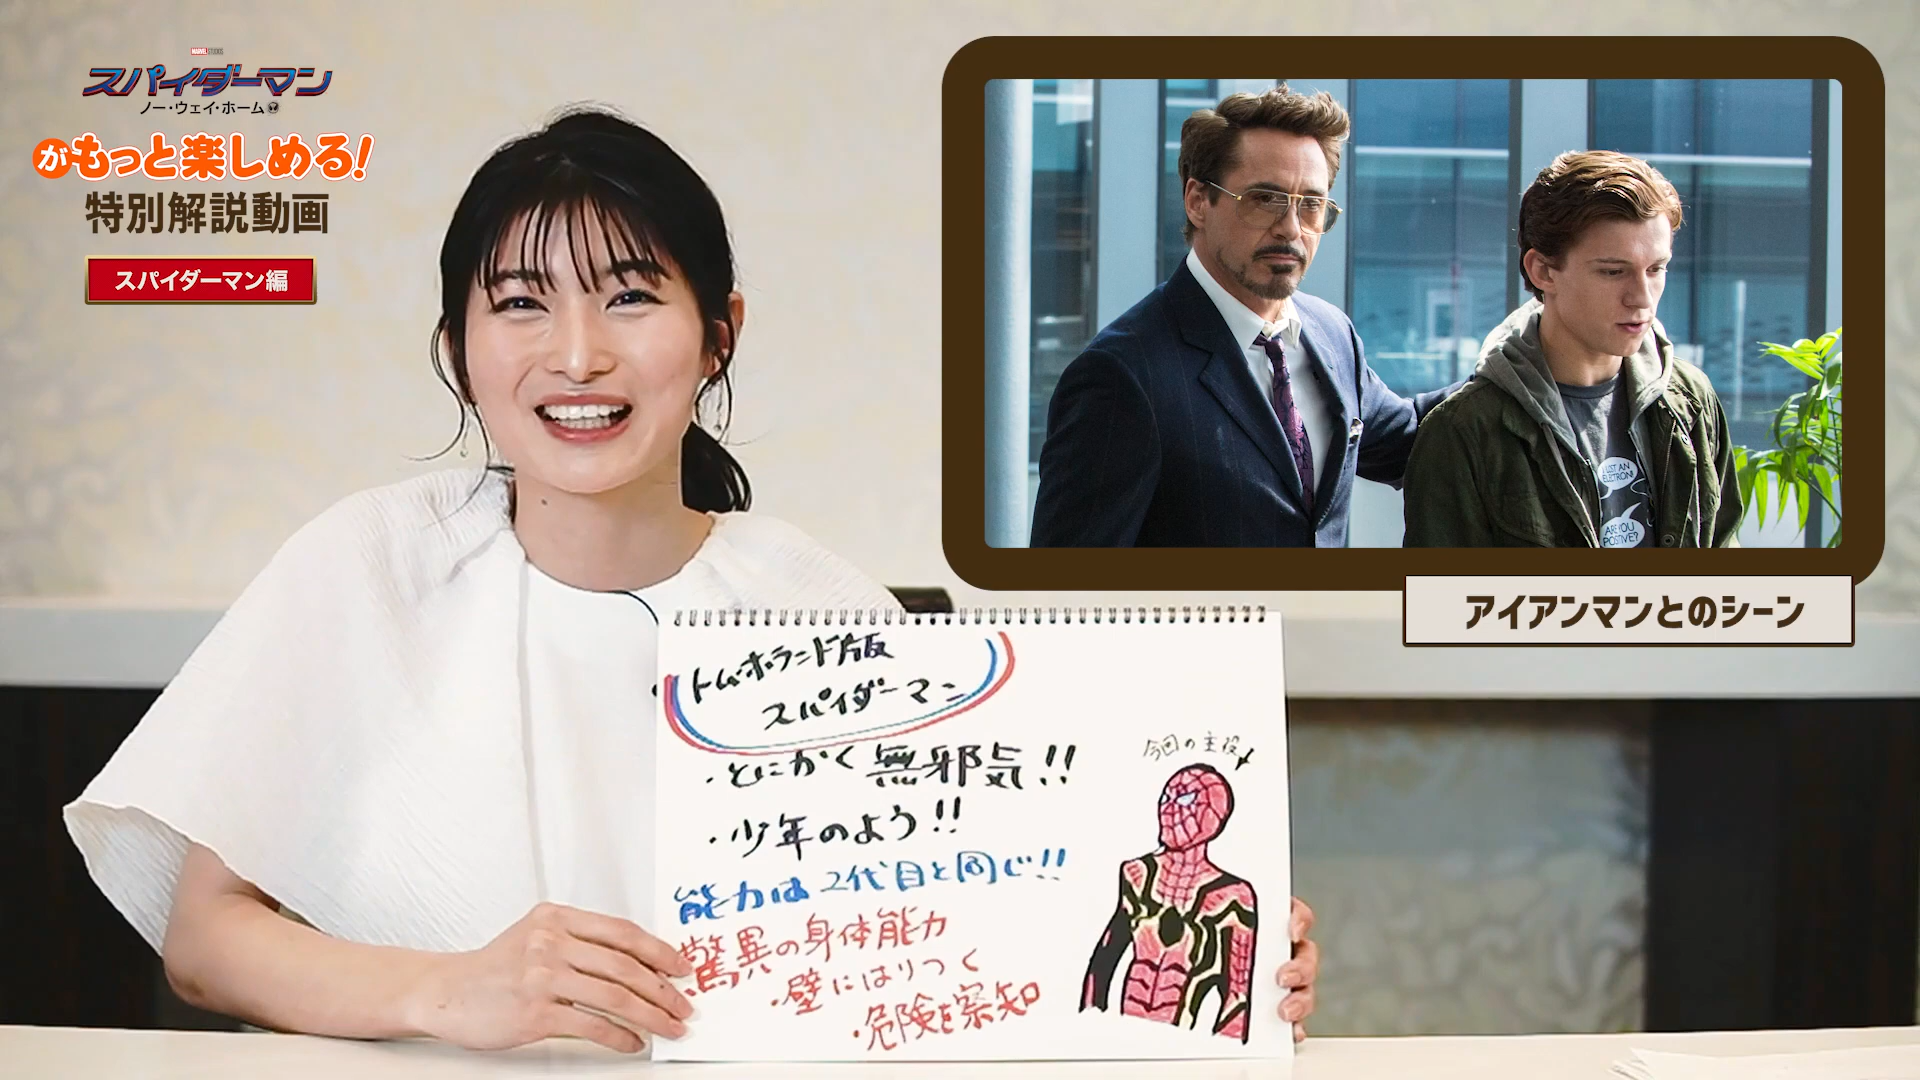 MARVEL STUDIOS
スパイダーマン
ノー・ウェイ・ホーム
がもっと楽しめる!
特別解説動画
スパイダーマン編
I LOST AN
ELECTRON!
ARE YOU
POSITIVE?
アイアンマンとのシーン
トム・ホランド版
スパイダーマン
・とにかく無邪気!!
・少年のよう!!
能力は2代目と同じ!!
驚異の身体能力
・壁にはりつく
・危険を察知
今回の主役